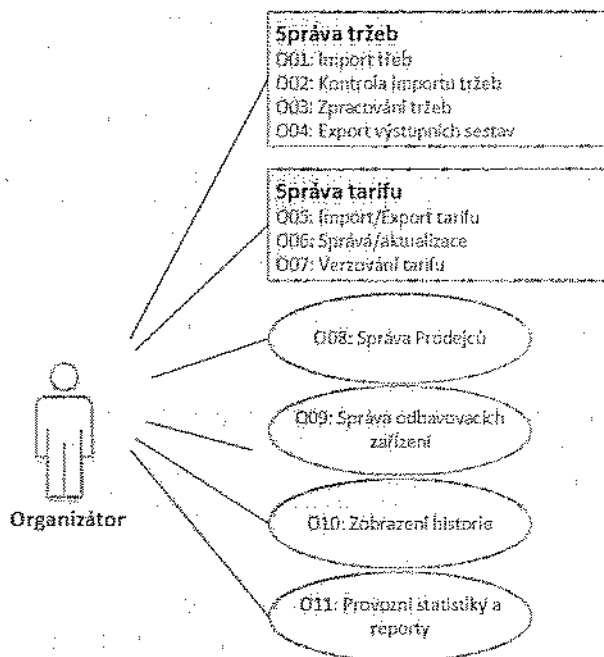 Správa tržeb
O01: Import třeb
O02: Kontrola importu tržeb
O03: Zpracování tržeb
O04: Export výstupních sestav
Správa tarifu
O05: Import/Export tarifu
O06: Správa/aktualizace
O07: Verzování tarifu
O08: Správa Prodejců
O09: Správa odbavovacích
zařízení
O10: Zobrazení historie
O11: Provozní statistiky a
reporty
Organizátor